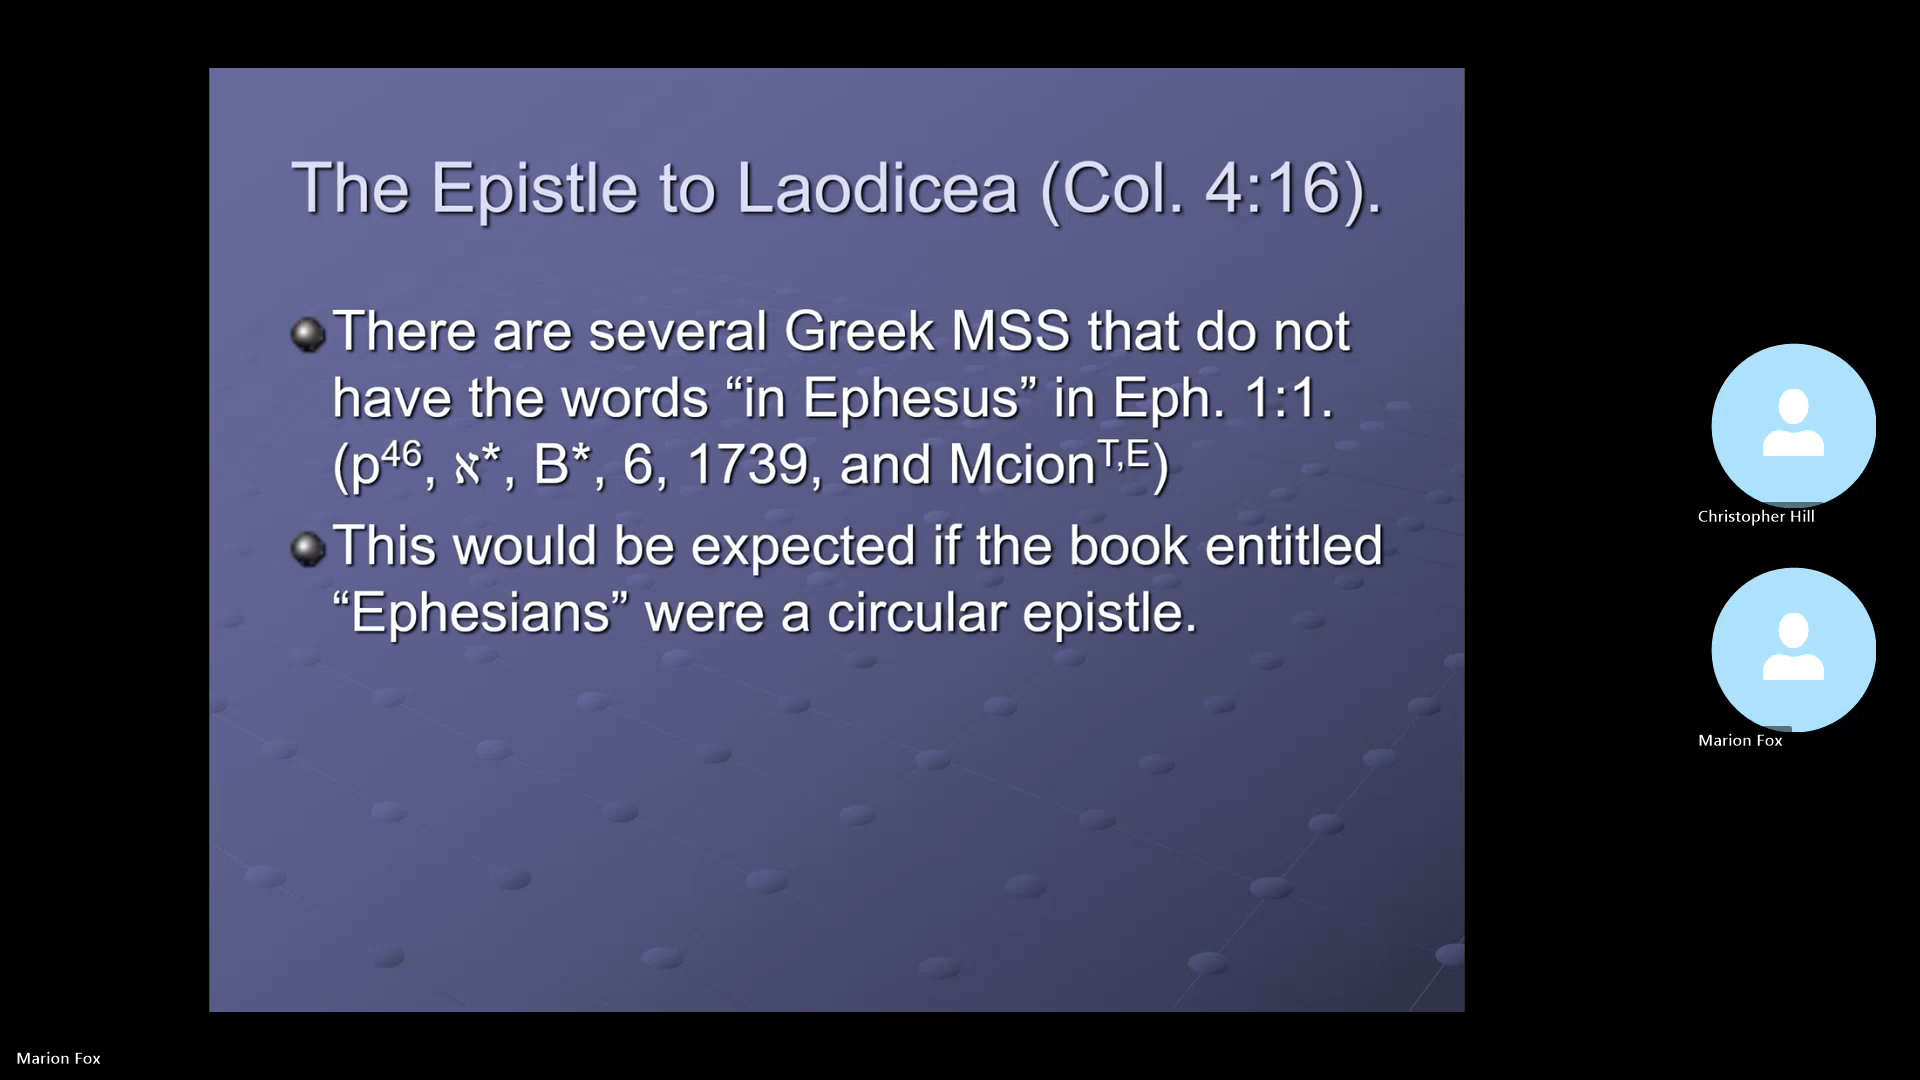 The Epistle to Laodicea (Col. 4:16).
There are several Greek MSS that do not
have the words “in Ephesus” in Eph. 1:1.
(p46, א*, B*, 6, 1739, and McionT,E)
This would be expected if the book entitled
“Ephesians” were a circular epistle.
Christopher Hill
Marion Fox
Marion Fox